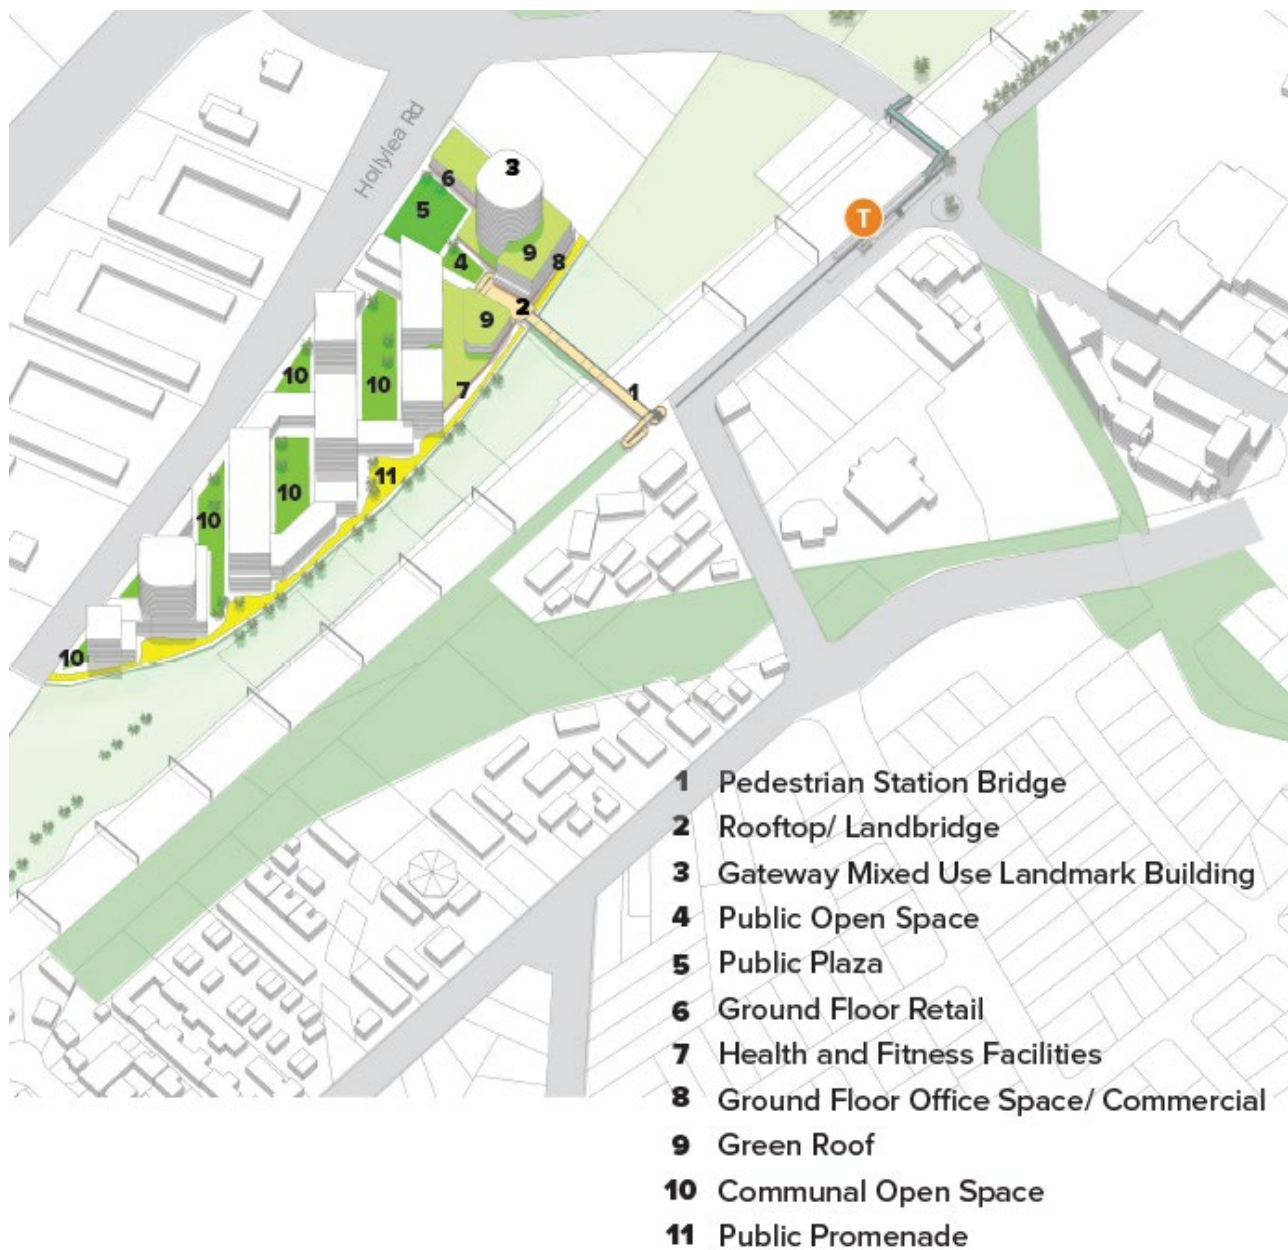 Hollylea Rd
3
6
5
T
9
8
4
2
9
1
10
10
7
11
10
10
10
1 Pedestrian Station Bridge
2 Rooftop/ Landbridge
3 Gateway Mixed Use Landmark Building
4 Public Open Space
5 Public Plaza
6 Ground Floor Retail
7 Health and Fitness Facilities
8 Ground Floor Office Space/ Commercial
9 Green Roof
10 Communal Open Space
11 Public Promenade